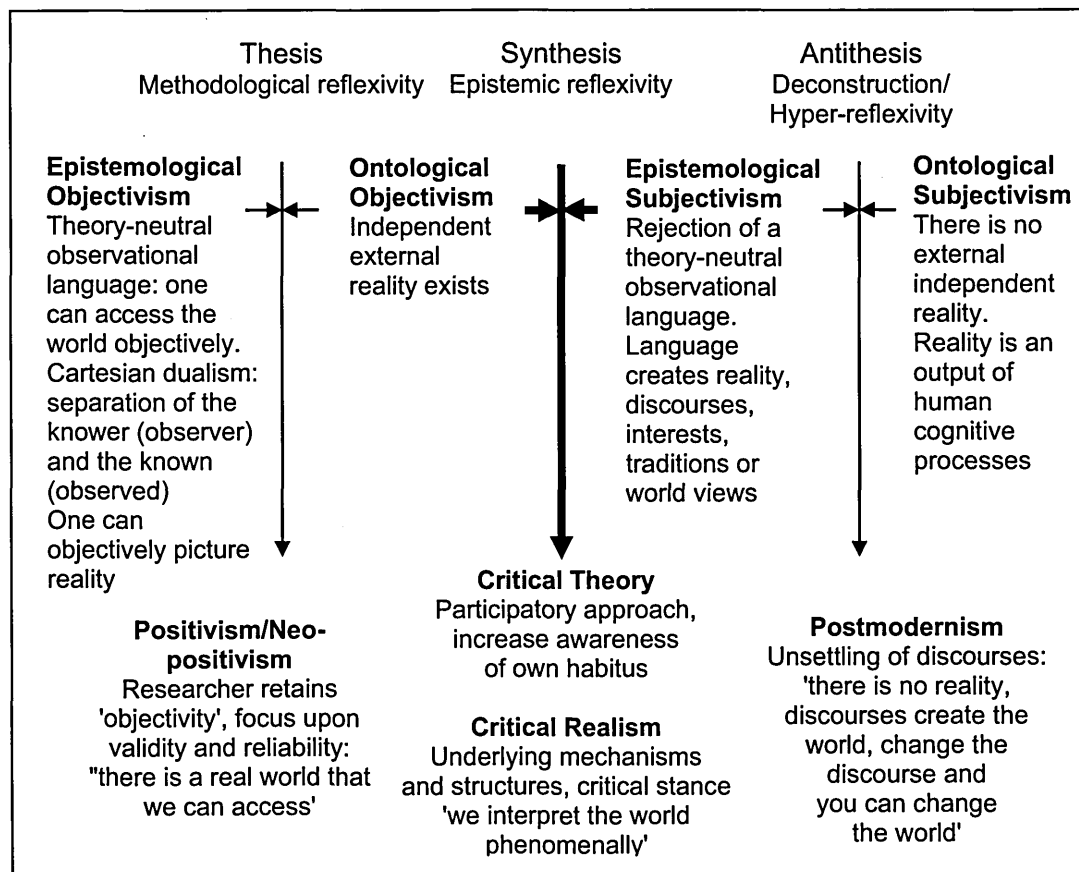 Thesis
Methodological reflexivity
Synthesis
Epistemic reflexivity
Antithesis
Deconstruction/
Hyper-reflexivity
Epistemological
Objectivism
Theory-neutral
observational
language: one
can access the
world objectively.
Cartesian dualism:
separation of the
knower (observer)
and the known
(observed)
One can
objectively picture
reality
Ontological
Objectivism
Independent
external
reality exists
Epistemological
Subjectivism
Rejection of a
theory-neutral
observational
language.
Language
creates reality,
discourses,
interests,
traditions or
world views
Ontological
Subjectivism
There is no
external
independent
reality.
Reality is an
output of
human
cognitive
processes
Positivism/Neo-
positivism
Researcher retains
'objectivity', focus upon
validity and reliability:
"there is a real world that
we can access'
Critical Theory
Participatory approach,
increase awareness
of own habitus
Critical Realism
Underlying mechanisms
and structures, critical stance
'we interpret the world
phenomenally'
Postmodernism
Unsettling of discourses:
'there is no reality,
discourses create the
world, change the
discourse and
you can change
the world'